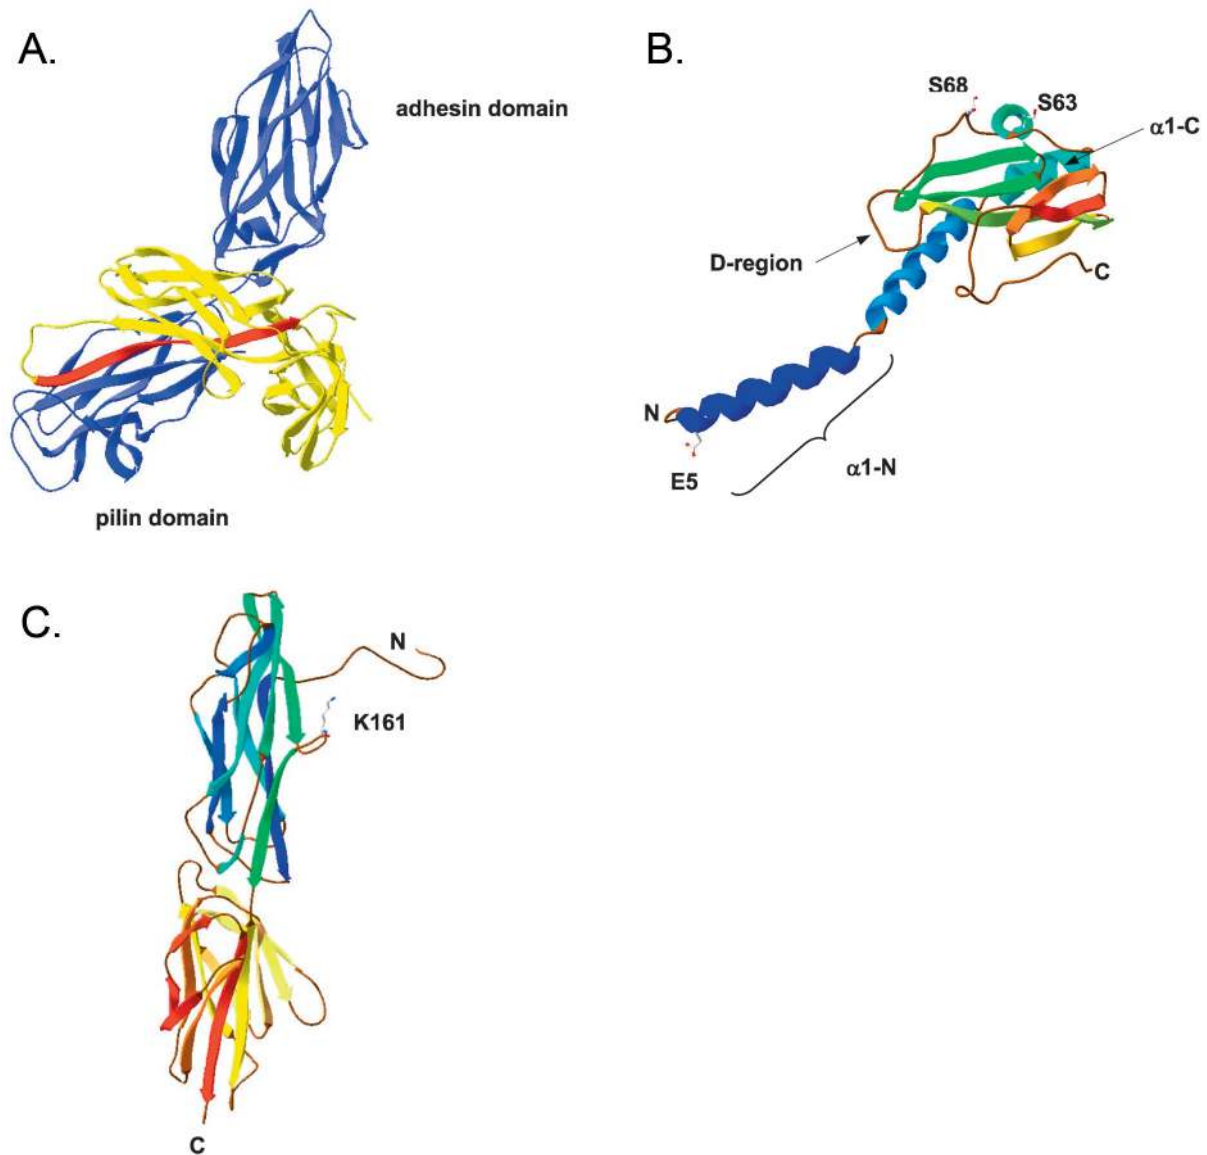 A.
adhesin domain
pilin domain
B.
S68
S63
α1-C
D-region
C
N
E5
α1-N
C.
N
K161
C